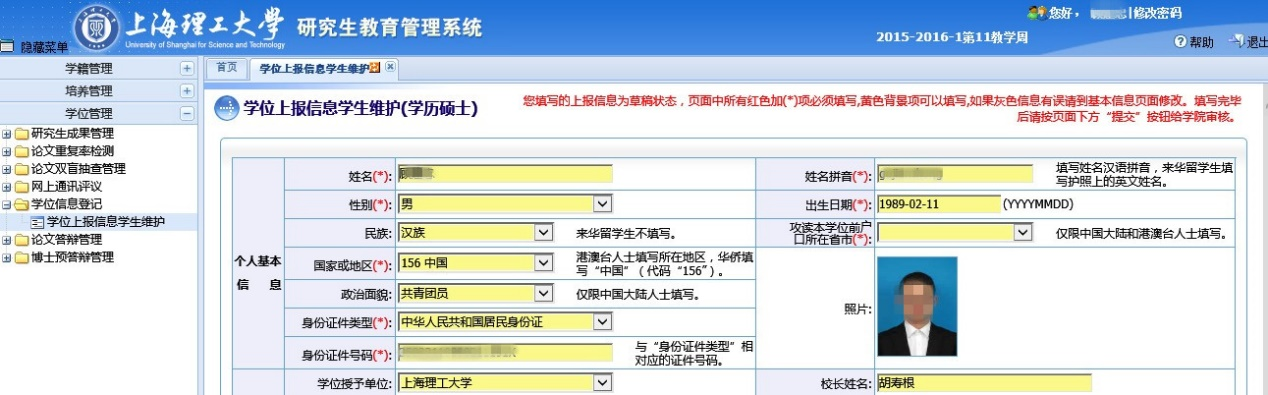 上海理工大學 研究生教育管理系统
University of Shanghai for Science and Technology
您好， |修改密码
2015-2016-1第11教学周
帮助 退出
隐藏菜单
学籍管理
培养管理
学位管理
研究生成果管理
论文重复率检测
论文双盲抽查管理
网上通讯评议
学位信息登记
学位上报信息学生维护
论文答辩管理
博士预答辩管理
首页 学位上报信息学生维护
学位上报信息学生维护(学历硕士)
您填写的上报信息为草稿状态，页面中所有红色加(*)项必须填写,黄色背景项可以填写,如果灰色信息有误请到基本信息页面修改。填写完毕
后请按页面下方“提交”按钮给学院审核。
个人基本
信 息
姓名(*):
姓名拼音(*): 填写姓名汉语拼音，来华留学生填
写护照上的英文姓名。
性别(*): 男
出生日期(*): 1989-02-11 (YYYYMMDD)
民族: 汉族 来华留学生不填写。
攻读本学位前户
口所在省市(*): 仅限中国大陆和港澳台人士填写。
国家或地区(*): 156 中国 港澳台人士填写所在地区，华侨填
写“中国”（代码“156”）。
政治面貌: 共青团员 仅限中国大陆人士填写。
照片:
身份证件类型(*): 中华人民共和国居民身份证
身份证件号码(*): 与“身份证件类型”相
对应的证件号码。
学位授予单位: 上海理工大学
校长姓名: 胡寿根